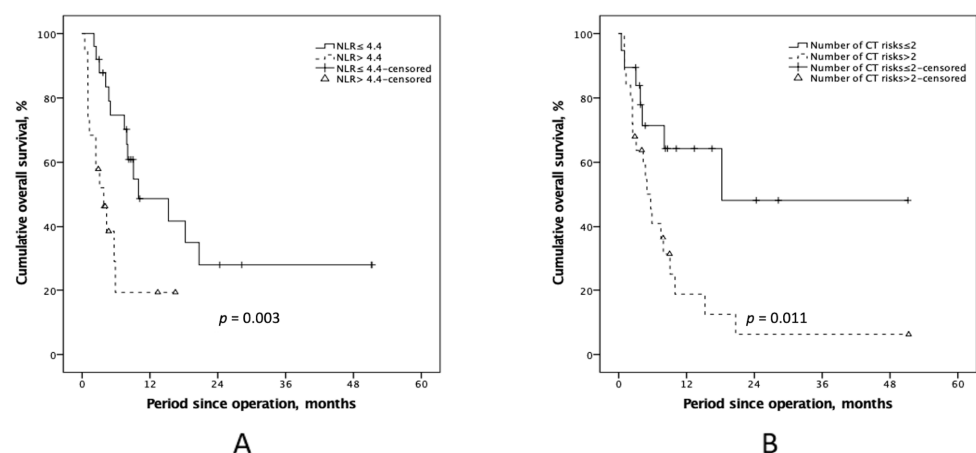 100
80
60
40
20
0
Cumulative overall survival, %
NLR≤ 4.4
NLR> 4.4
NLR≤ 4.4-censored
NLR> 4.4-censored
p = 0.003
0 12 24 36 48 60
Period since operation, months
A
100
80
60
40
20
0
Cumulative overall survival, %
Number of CT risks≤2
Number of CT risks>2
Number of CT risks≤2-censored
Number of CT risks>2-censored
p = 0.011
0 12 24 36 48 60
Period since operation, months
B